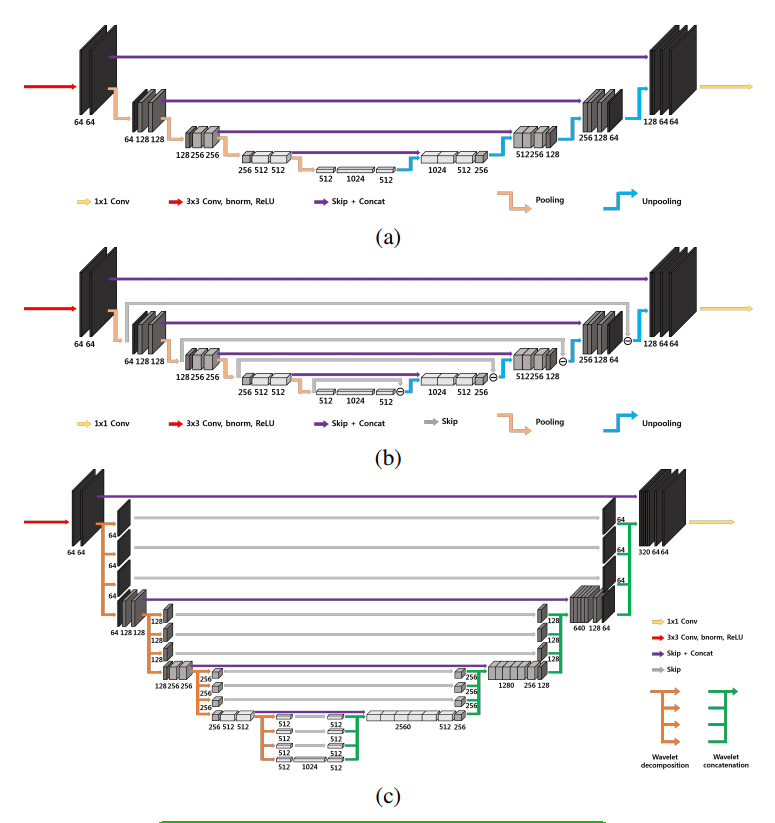 64 64
64 128 128
128 256 256
256 512 512
512 1024 512
1024 512 256
512 256 128
256 128 64
128 64 64
1x1 Conv
3x3 Conv, bnorm, ReLU
Skip + Concat
Pooling
Unpooling
(a)
64 64
64 128 128
128 256 256
256 512 512
512 1024 512
1024 512 256
512 256 128
256 128 64
128 64 64
1x1 Conv
3x3 Conv, bnorm, ReLU
Skip + Concat
Skip
Pooling
Unpooling
(b)
64 64
320 64 64
64
64
64
64
64
64
64 128 128
640 128 64
128
128
128
128
128
128
128 256 256
1280 256 128
256
256
256
256
256
256
256 512 512
2560 512 256
512
512
512
512
512
512
512 1024 512
1x1 Conv
3x3 Conv, bnorm, ReLU
Skip + Concat
Skip
Wavelet
decomposition
Wavelet
concatenation
(c)